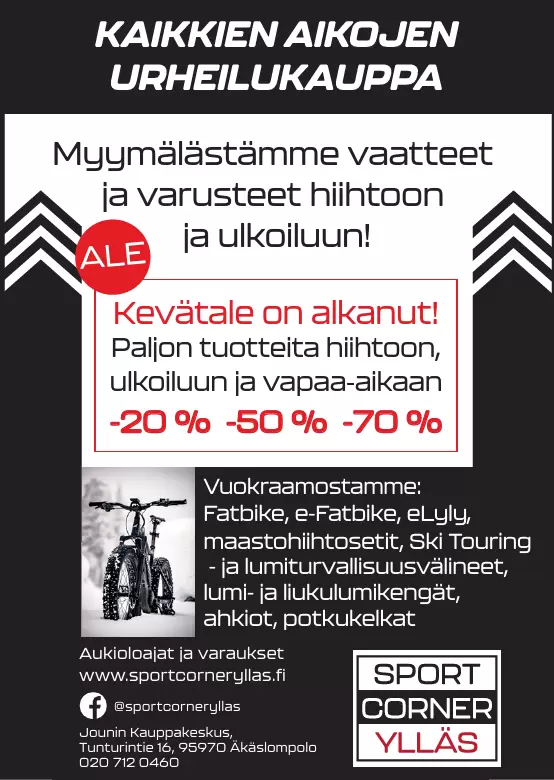 KAIKKIEN AIKOJEN
URHEILUKAUPPA
Myymälästämme vaatteet
ja varusteet hiihtoon
ja ulkoiluun!
ALE
Kevätale on alkanut!
Paljon tuotteita hiihtoon,
ulkoiluun ja vapaa-aikaan
-20 % -50 % -70 %
Vuokraamostamme:
Fatbike, e-Fatbike, eLyly,
maastohiihtosetit, Ski Touring
- ja lumiturvallisuusvälineet,
lumi- ja liukulumikengät,
ahkiot, potkukelkat
Aukioloajat ja varaukset
www.sportcorneryllas.fi
@sportcorneryllas
Jounin Kauppakeskus,
Tunturintie 16, 95970 Äkäslompolo
020 712 0460
SPORT
CORNER
YLLÄS